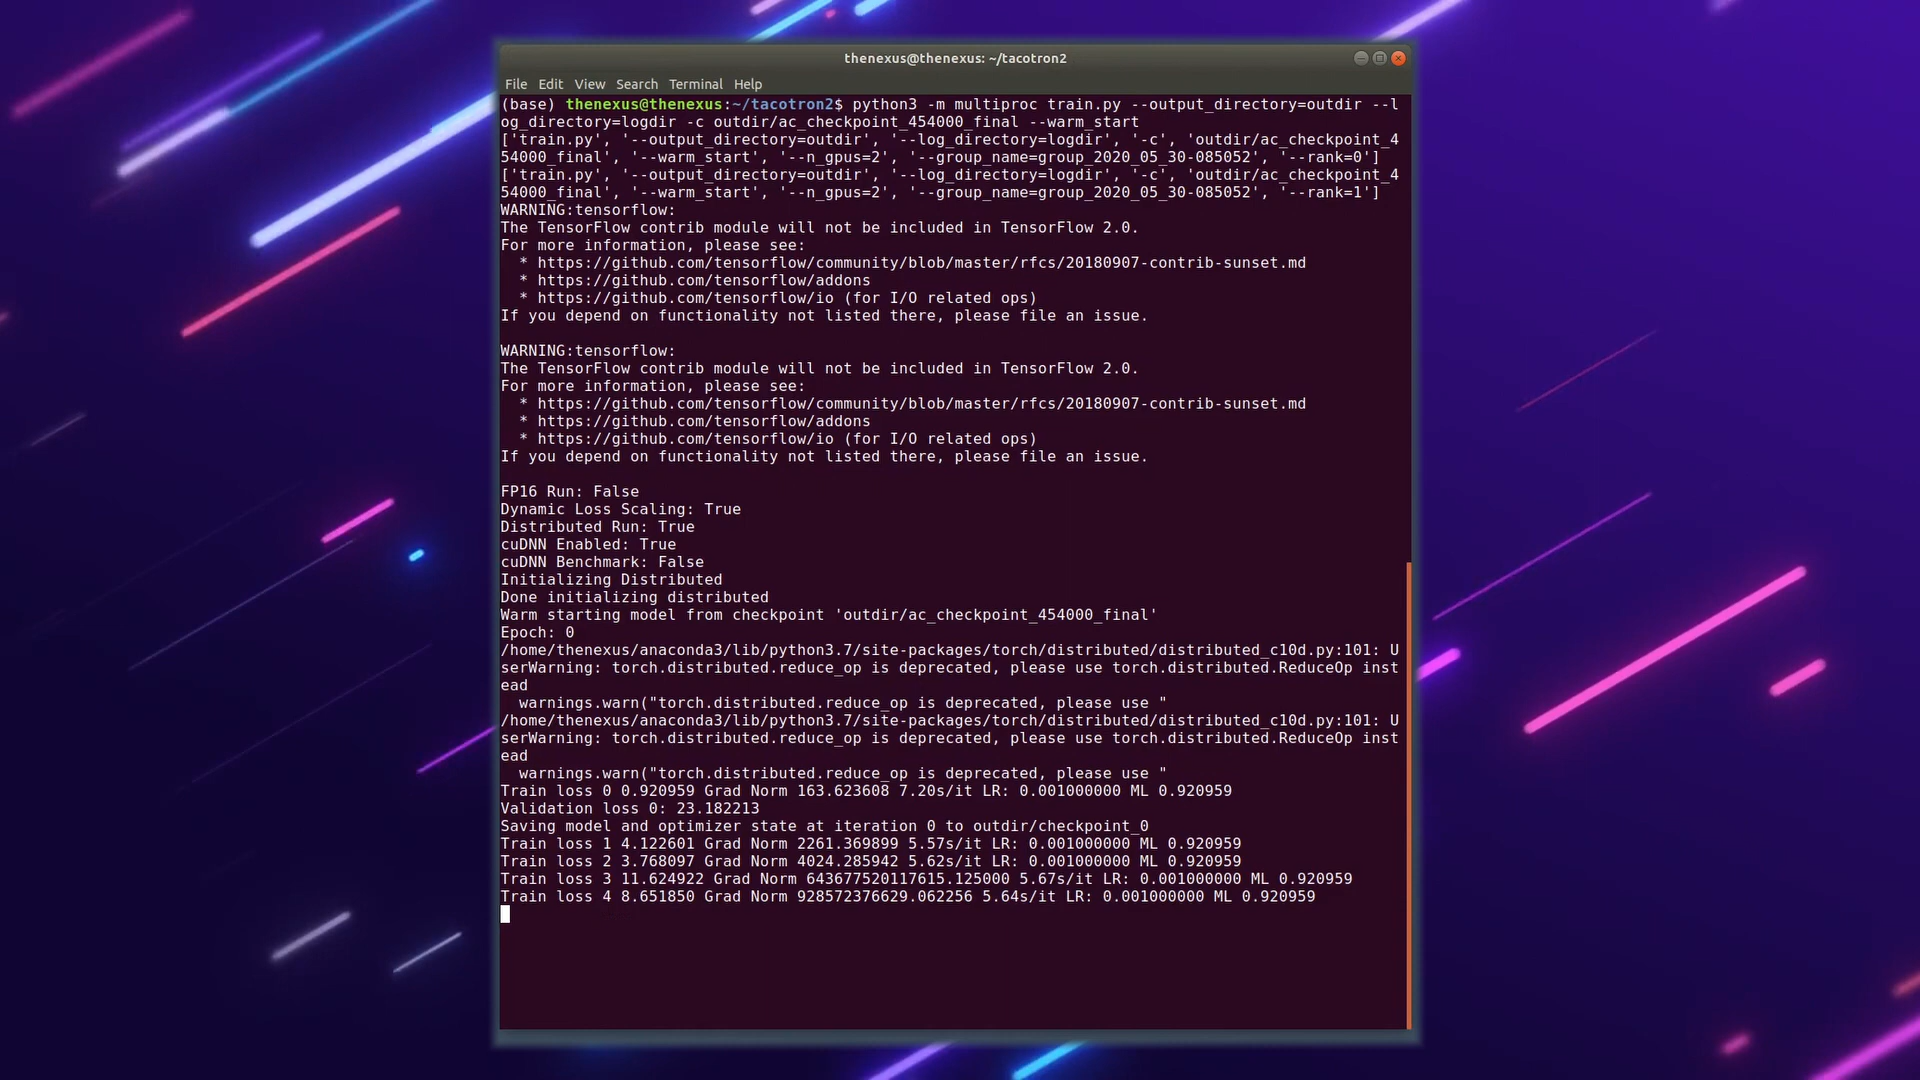 thenexus@thenexus: ~/tacotron2
File Edit View Search Terminal Help
(base) thenexus@thenexus:~/tacotron2$ python3 -m multiproc train.py --output_directory=outdir --l
og_directory=logdir -c outdir/ac_checkpoint_454000_final --warm_start
['train.py', '--output_directory=outdir', '--log_directory=logdir', '-c', 'outdir/ac_checkpoint_4
54000_final', '--warm_start', '--n_gpus=2', '--group_name=group_2020_05_30-085052', '--rank=0']
['train.py', '--output_directory=outdir', '--log_directory=logdir', '-c', 'outdir/ac_checkpoint_4
54000_final', '--warm_start', '--n_gpus=2', '--group_name=group_2020_05_30-085052', '--rank=1']
WARNING:tensorflow:
The TensorFlow contrib module will not be included in TensorFlow 2.0.
For more information, please see:
  * https://github.com/tensorflow/community/blob/master/rfcs/20180907-contrib-sunset.md
  * https://github.com/tensorflow/addons
  * https://github.com/tensorflow/io (for I/O related ops)
If you depend on functionality not listed there, please file an issue.

WARNING:tensorflow:
The TensorFlow contrib module will not be included in TensorFlow 2.0.
For more information, please see:
  * https://github.com/tensorflow/community/blob/master/rfcs/20180907-contrib-sunset.md
  * https://github.com/tensorflow/addons
  * https://github.com/tensorflow/io (for I/O related ops)
If you depend on functionality not listed there, please file an issue.

FP16 Run: False
Dynamic Loss Scaling: True
Distributed Run: True
cuDNN Enabled: True
cuDNN Benchmark: False
Initializing Distributed
Done initializing distributed
Warm starting model from checkpoint 'outdir/ac_checkpoint_454000_final'
Epoch: 0
/home/thenexus/anaconda3/lib/python3.7/site-packages/torch/distributed/distributed_c10d.py:101: U
serWarning: torch.distributed.reduce_op is deprecated, please use torch.distributed.ReduceOp inst
ead
  warnings.warn("torch.distributed.reduce_op is deprecated, please use "
/home/thenexus/anaconda3/lib/python3.7/site-packages/torch/distributed/distributed_c10d.py:101: U
serWarning: torch.distributed.reduce_op is deprecated, please use torch.distributed.ReduceOp inst
ead
  warnings.warn("torch.distributed.reduce_op is deprecated, please use "
Train loss 0 0.920959 Grad Norm 163.623608 7.20s/it LR: 0.001000000 ML 0.920959
Validation loss 0: 23.182213
Saving model and optimizer state at iteration 0 to outdir/checkpoint_0
Train loss 1 4.122601 Grad Norm 2261.369899 5.57s/it LR: 0.001000000 ML 0.920959
Train loss 2 3.768097 Grad Norm 4024.285942 5.62s/it LR: 0.001000000 ML 0.920959
Train loss 3 11.624922 Grad Norm 643677520117615.125000 5.67s/it LR: 0.001000000 ML 0.920959
Train loss 4 8.651850 Grad Norm 928572376629.062256 5.64s/it LR: 0.001000000 ML 0.920959